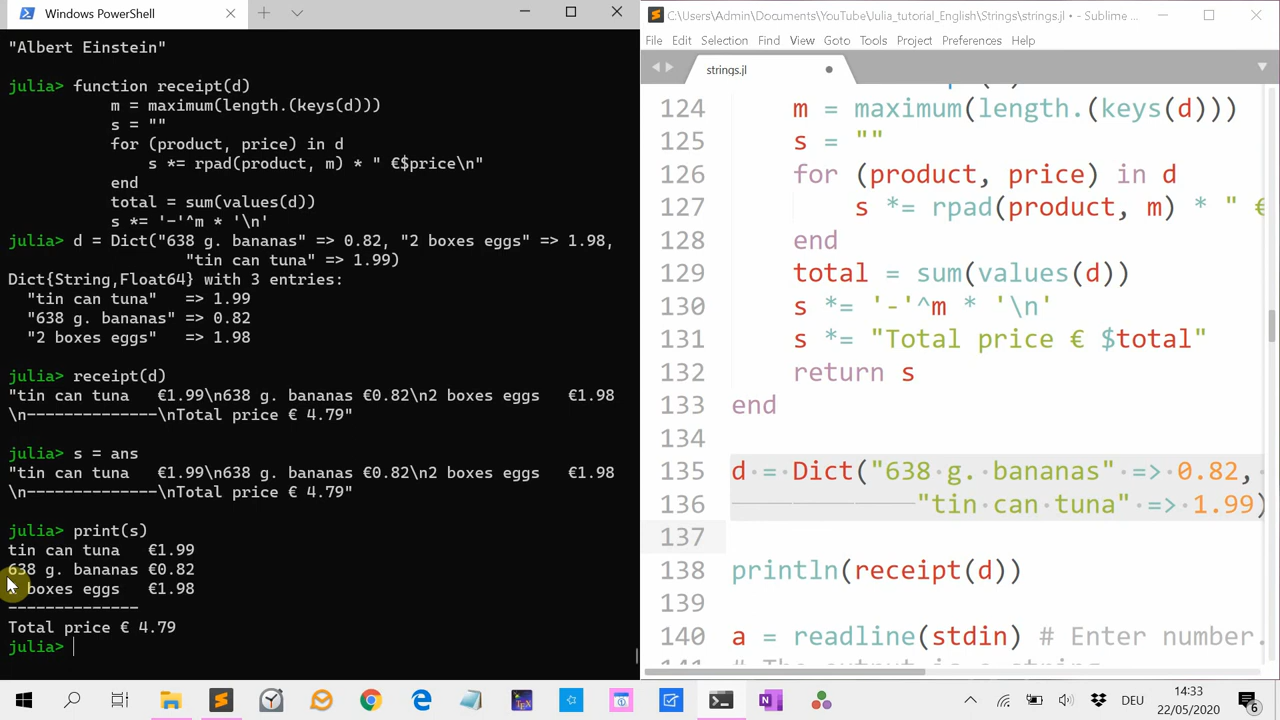 Windows PowerShell
"Albert Einstein"
julia> function receipt(d)
m = maximum(length.(keys(d)))
s = ""
for (product, price) in d
s *= rpad(product, m) * " €$price\n"
end
total = sum(values(d))
s *= '-'^m * '\n'
julia> d = Dict("638 g. bananas" => 0.82, "2 boxes eggs" => 1.98,
"tin can tuna" => 1.99)
Dict{String,Float64} with 3 entries:
"tin can tuna"   => 1.99
"638 g. bananas" => 0.82
"2 boxes eggs"   => 1.98
julia> receipt(d)
"tin can tuna   €1.99\n638 g. bananas €0.82\n2 boxes eggs   €1.98
\n--------------\nTotal price € 4.79"
julia> s = ans
"tin can tuna   €1.99\n638 g. bananas €0.82\n2 boxes eggs   €1.98
\n--------------\nTotal price € 4.79"
julia> print(s)
tin can tuna   €1.99
638 g. bananas €0.82
boxes eggs   €1.98
--------------
Total price € 4.79
julia>
C:\Users\Admin\Documents\YouTube\Julia_tutorial_English\Strings\strings.jl • - Sublime ...
File Edit Selection Find View Goto Tools Project Preferences Help
strings.jl
124 m = maximum(length.(keys(d)))
125 s = ""
126 for (product, price) in d
127 s *= rpad(product, m) * " €
128 end
129 total = sum(values(d))
130 s *= '-'^m * '\n'
131 s *= "Total price € $total"
132 return s
133 end
134
135 d = Dict("638 g. bananas" => 0.82,
136 "tin can tuna" => 1.99)
137
138 println(receipt(d))
139
140 a = readline(stdin) # Enter number.
DEU
14:33
22/05/2020
6